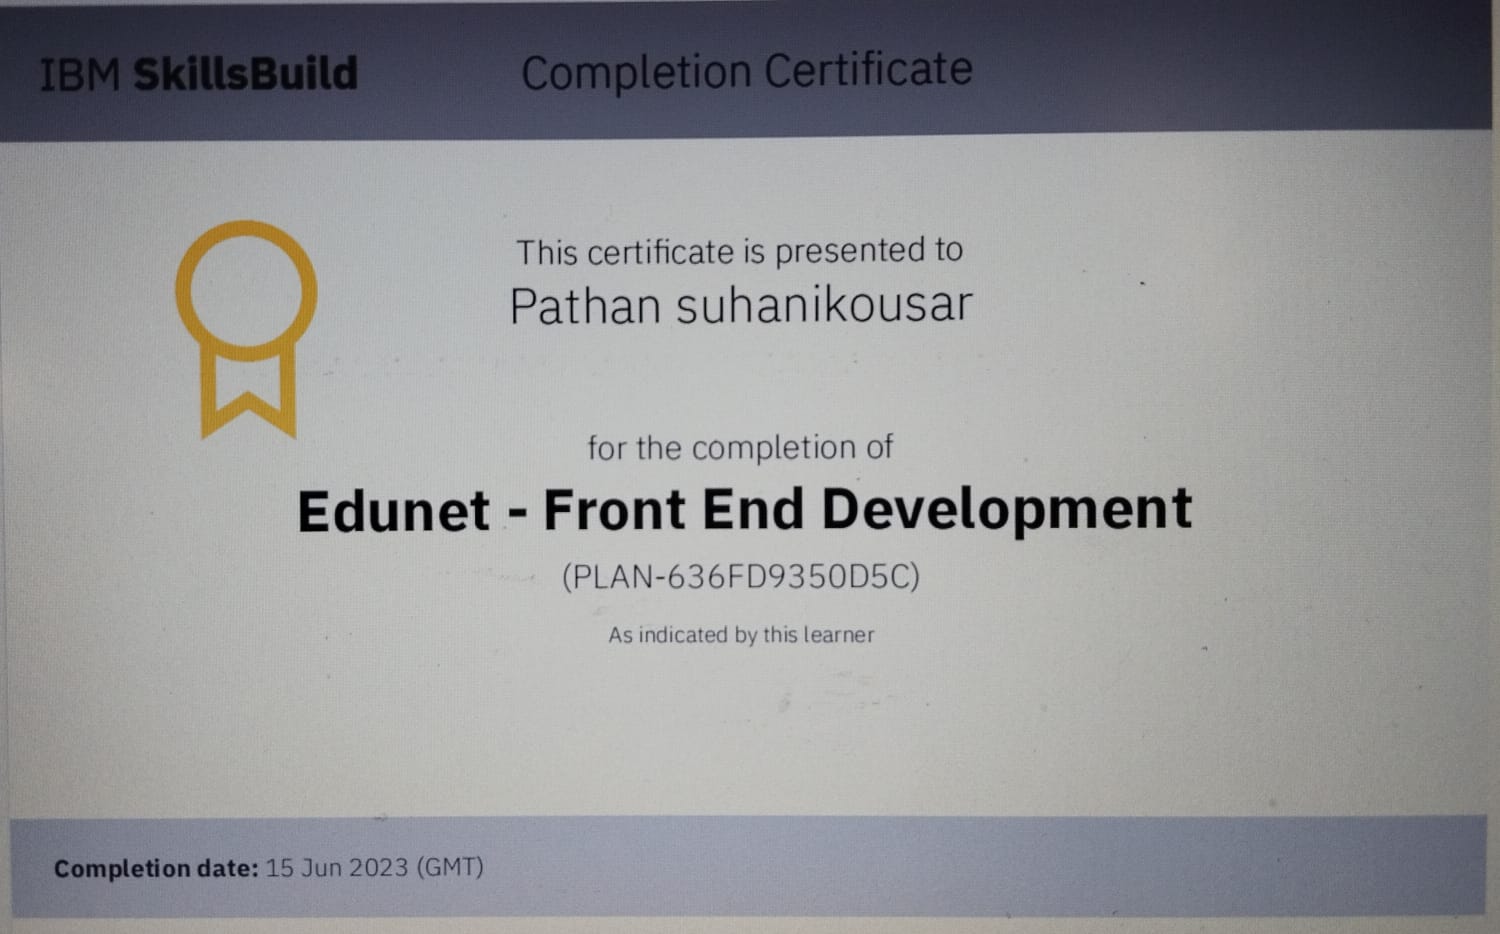 IBM SkillsBuild
Completion Certificate
This certificate is presented to
Pathan suhanikousar
for the completion of
Edunet - Front End Development
(PLAN-636FD9350D5C)
As indicated by this learner
Completion date: 15 Jun 2023 (GMT)